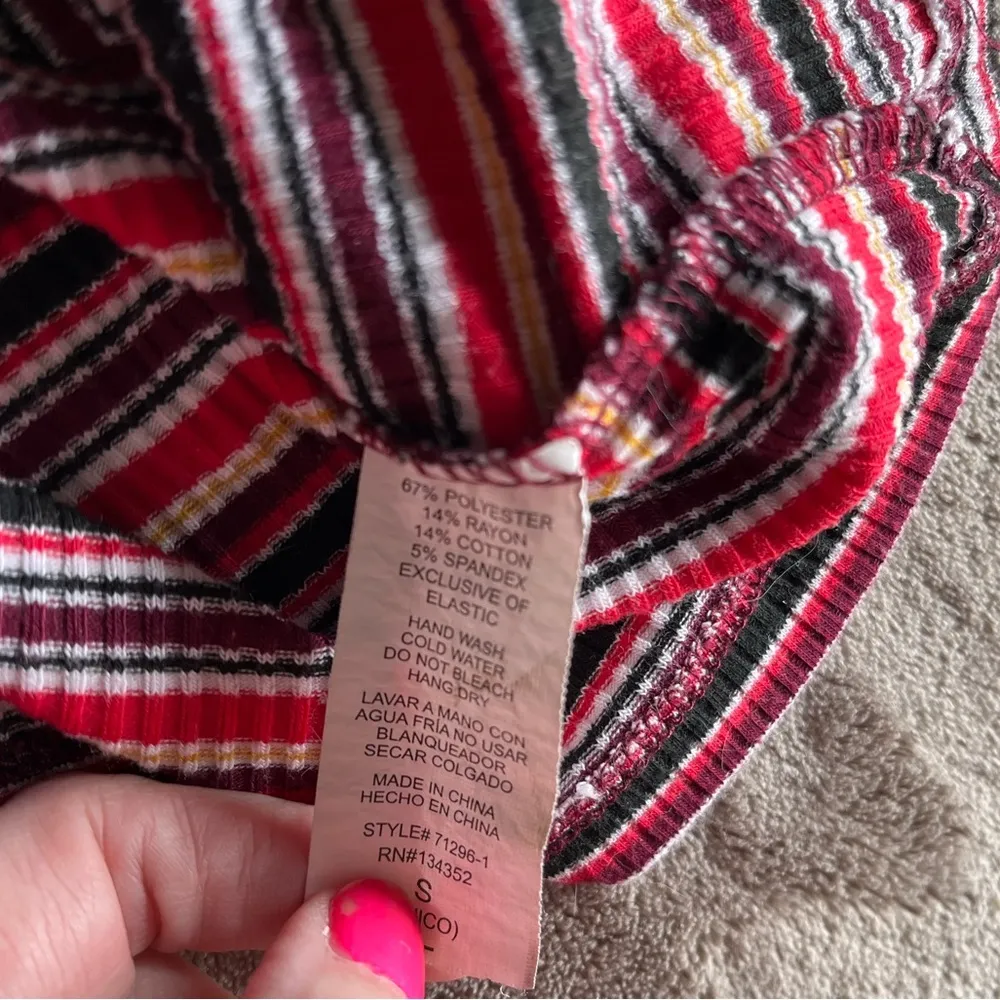 67% POLYESTER
14% RAYON
14% COTTON
5% SPANDEX
EXCLUSIVE OF
ELASTIC
HAND WASH
COLD WATER
DO NOT BLEACH
HANG DRY
LAVAR A MANO CON
AGUA FRÍA NO USAR
BLANQUEADOR
SECAR COLGADO
MADE IN CHINA
HECHO EN CHINA
STYLE# 71296-1
RN#134352
S